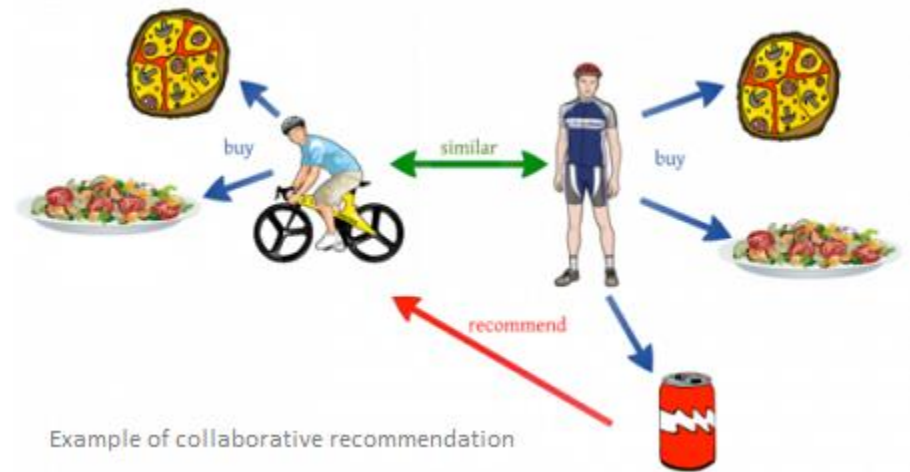 buy
similar
buy
recommend
Example of collaborative recommendation